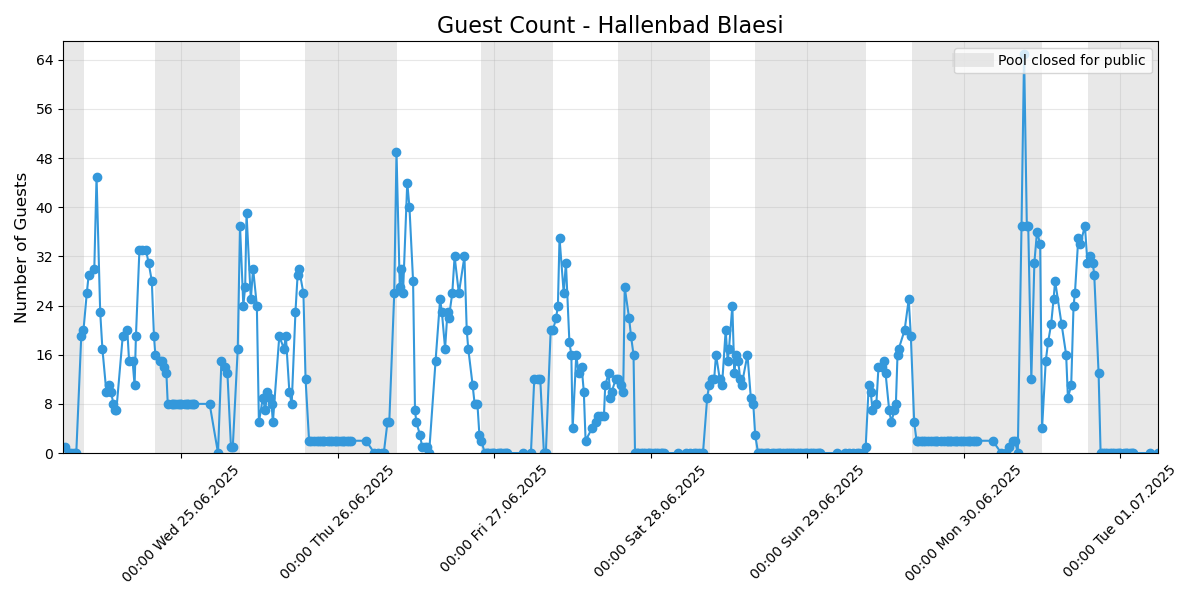 Guest Count - Hallenbad Blaesi
Pool closed for public
Number of Guests
64
56
48
40
32
24
16
8
0
00:00 Wed 25.06.2025
00:00 Thu 26.06.2025
00:00 Fri 27.06.2025
00:00 Sat 28.06.2025
00:00 Sun 29.06.2025
00:00 Mon 30.06.2025
00:00 Tue 01.07.2025